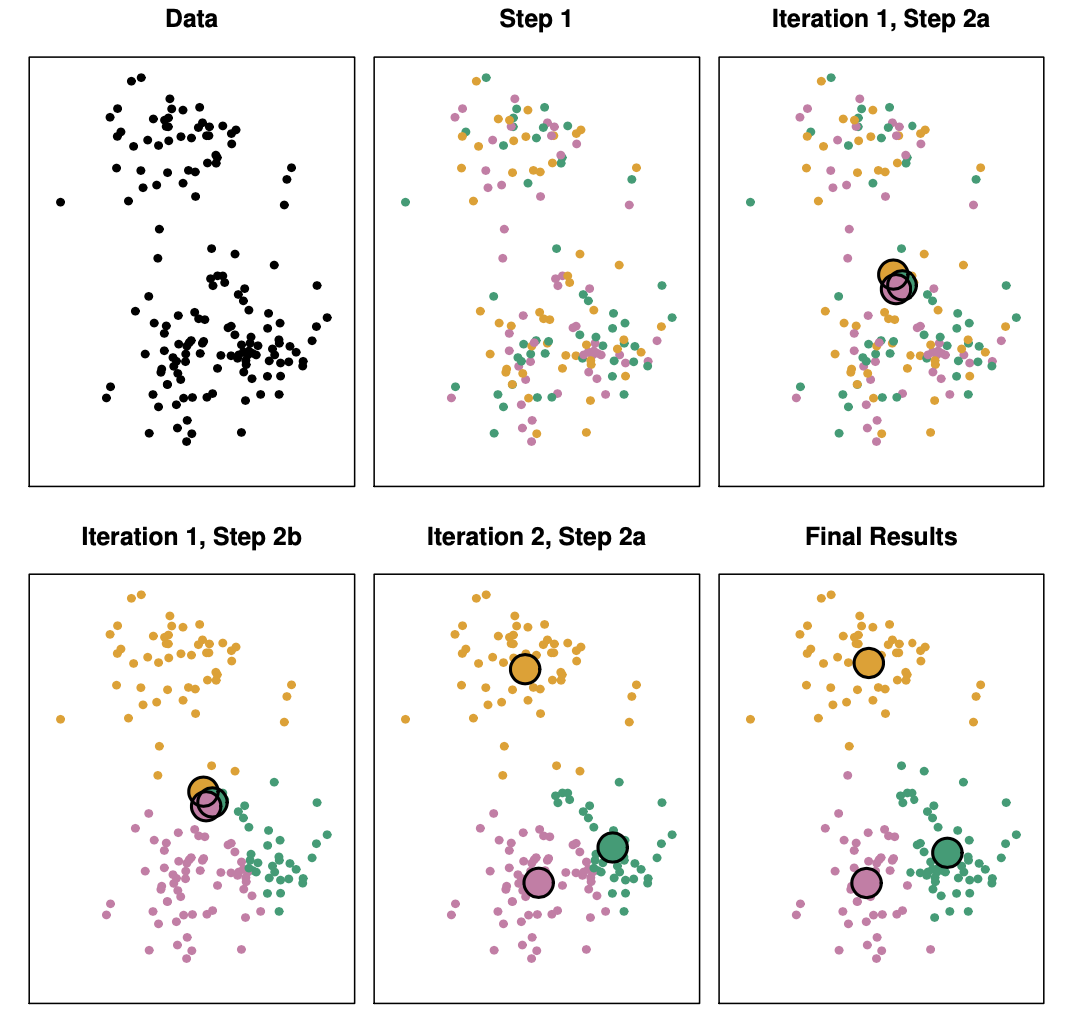 Data
Step 1
Iteration 1, Step 2a
Iteration 1, Step 2b
Iteration 2, Step 2a
Final Results